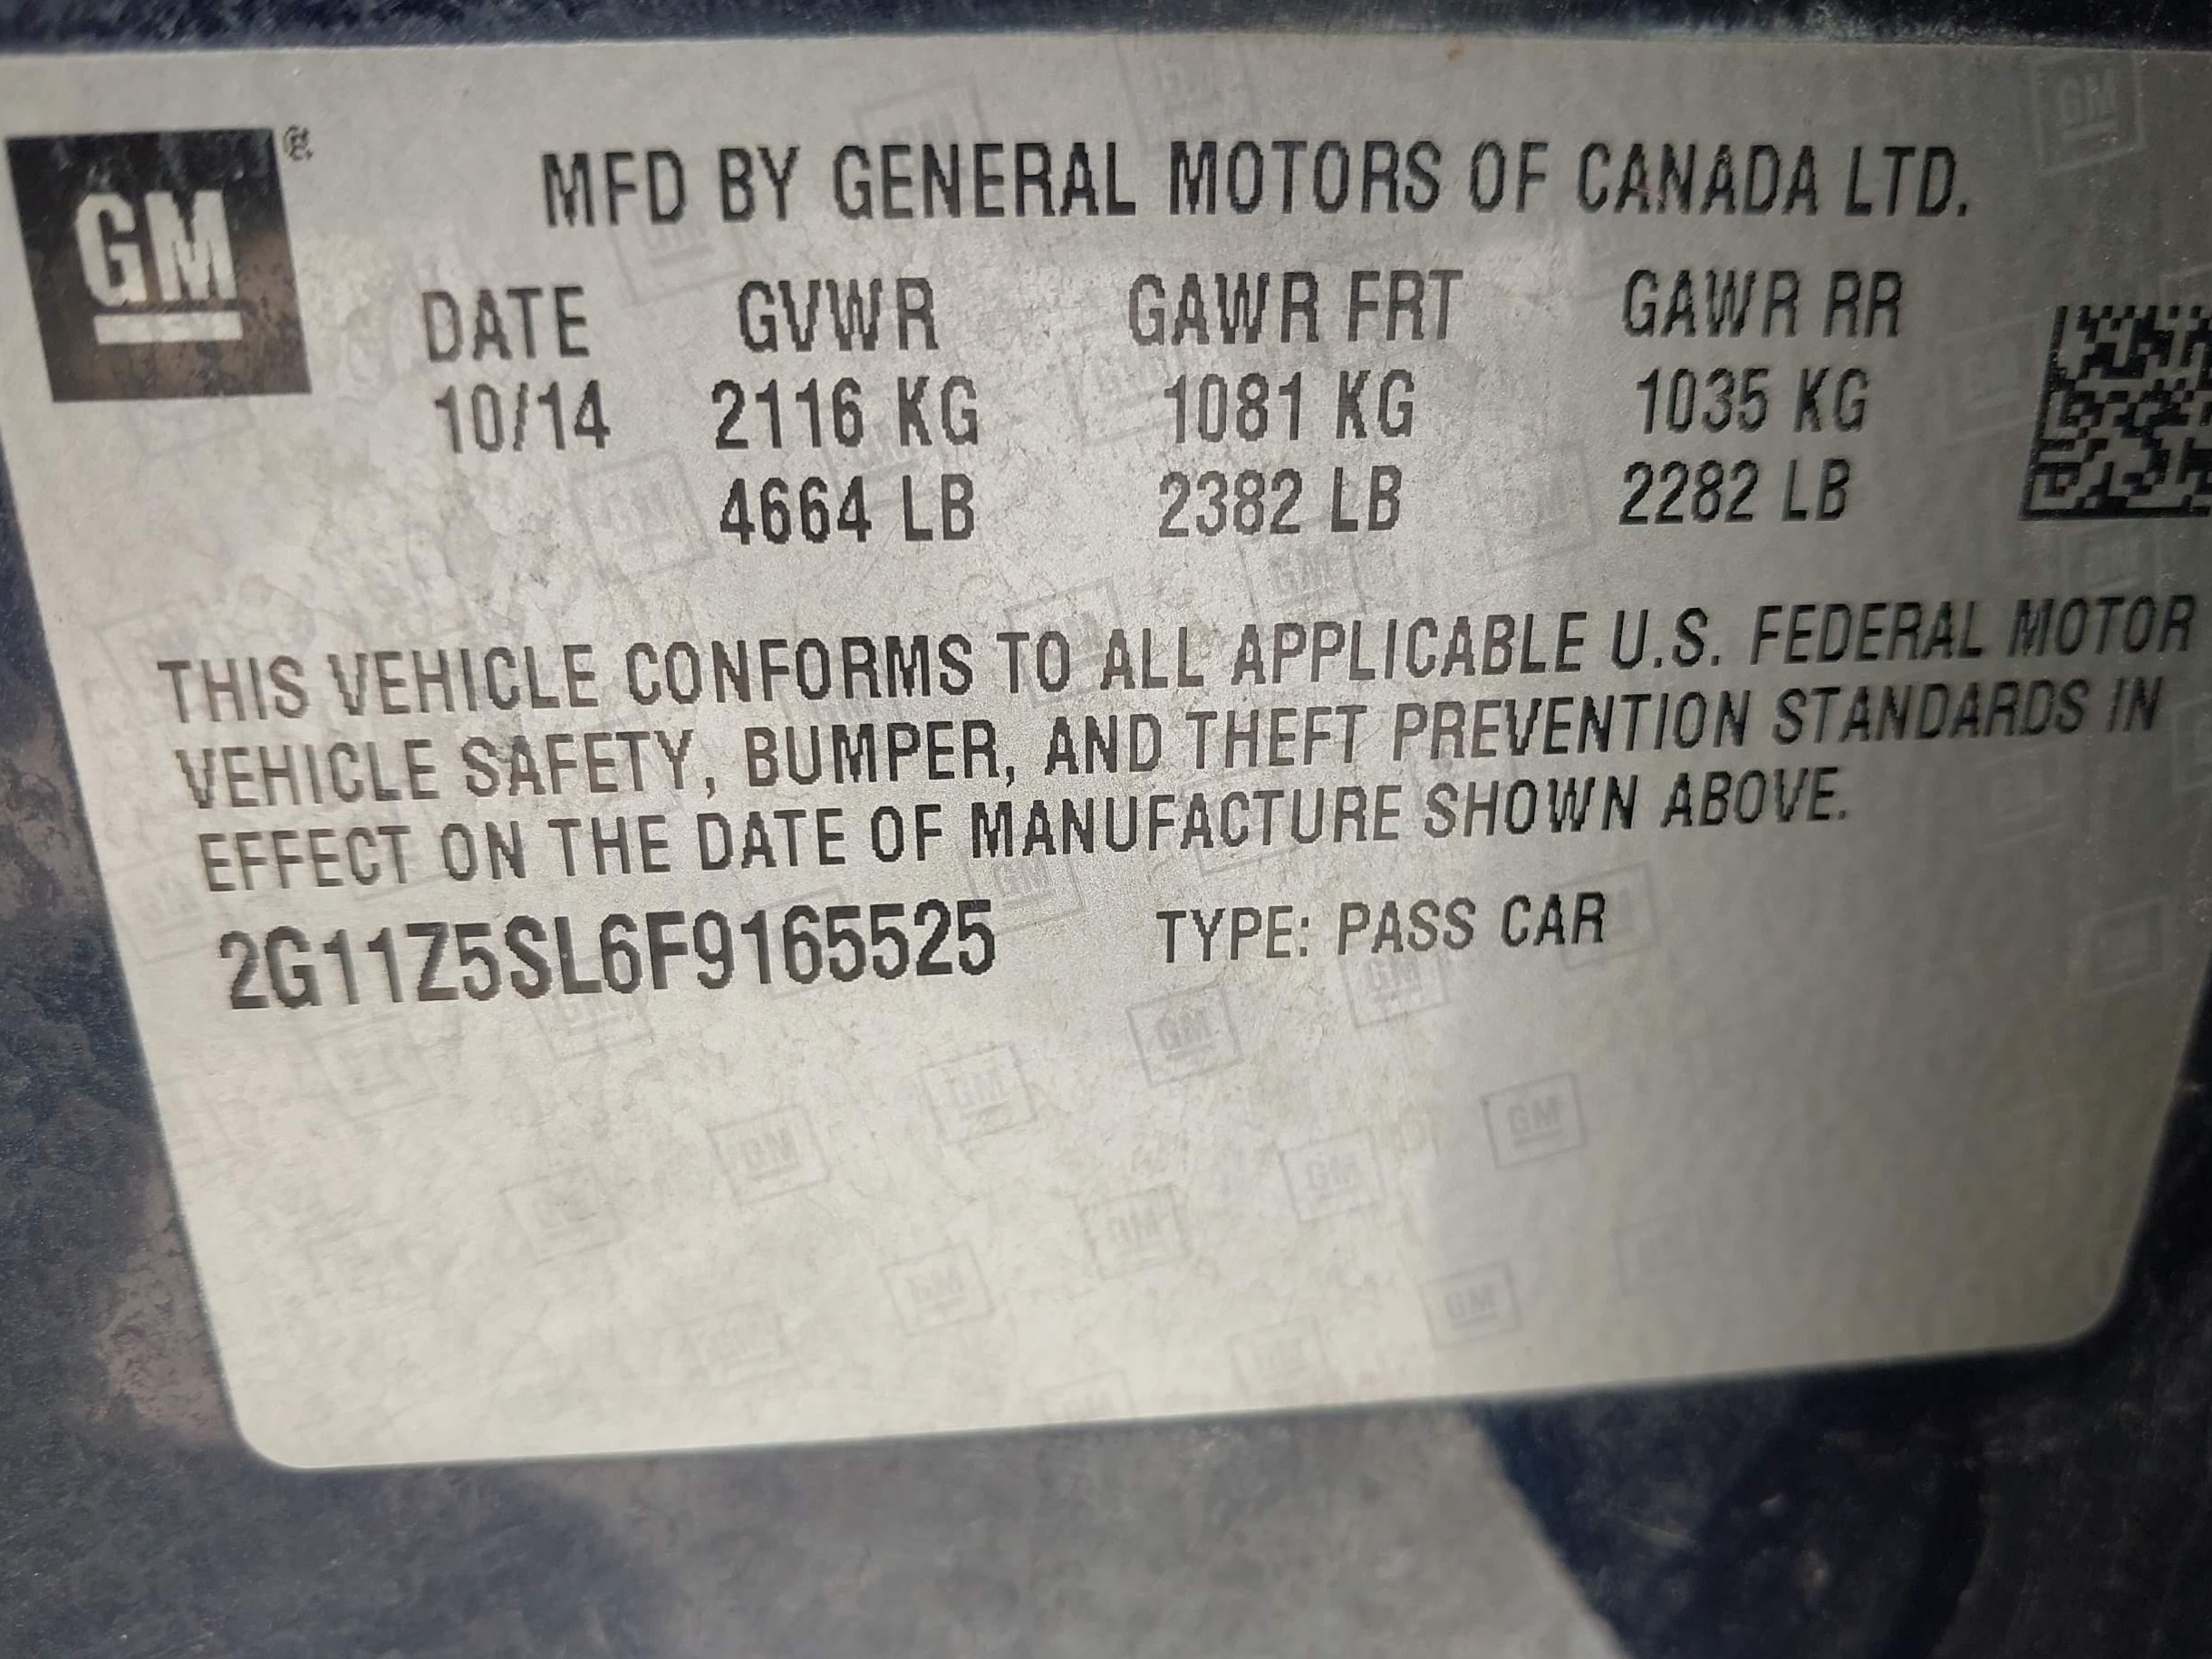 GM ®
MFD BY GENERAL MOTORS OF CANADA LTD.
DATE GVWR GAWR FRT GAWR RR
10/14 2116 KG 1081 KG 1035 KG
4664 LB 2382 LB 2282 LB
THIS VEHICLE CONFORMS TO ALL APPLICABLE U.S. FEDERAL MOTOR
VEHICLE SAFETY, BUMPER, AND THEFT PREVENTION STANDARDS IN
EFFECT ON THE DATE OF MANUFACTURE SHOWN ABOVE.
2G11Z5SL6F9165525 TYPE: PASS CAR